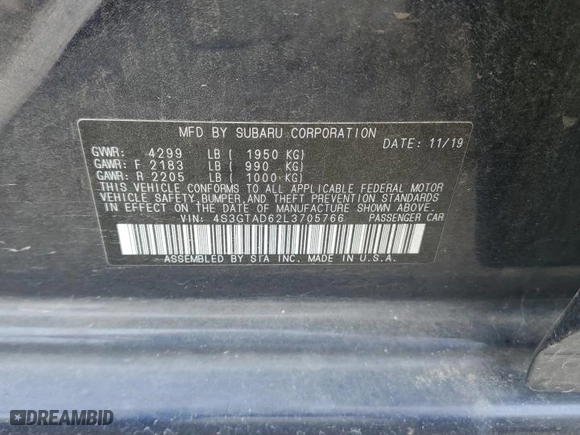 MFD BY SUBARU CORPORATION
DATE: 11/19
GVWR: 4299 LB ( 1950 KG)
GAWR: F 2183 LB ( 990 KG)
GAWR: R 2205 LB ( 1000 KG)
THIS VEHICLE CONFORMS TO ALL APPLICABLE FEDERAL MOTOR
VEHICLE SAFETY, BUMPER, AND THEFT PREVENTION STANDARDS
IN EFFECT ON THE DATE OF MANUFACTURE SHOWN ABOVE.
VIN: 4S3GTAD62L3705766 PASSENGER CAR
ASSEMBLED BY SIA INC. MADE IN U.S.A.
DREAMBID